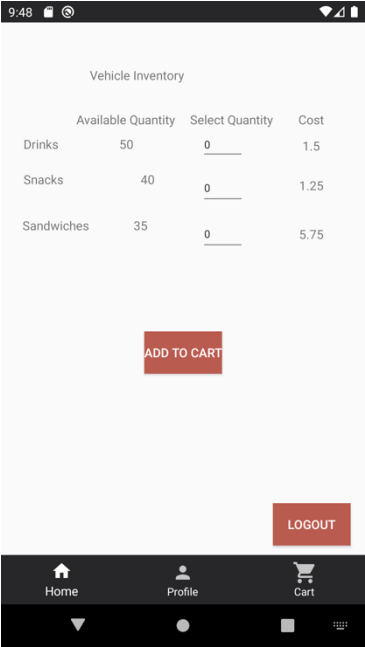 9:48
Vehicle Inventory
Available Quantity Select Quantity Cost
Drinks 50 0 1.5
Snacks 40 0 1.25
Sandwiches 35 0 5.75
ADD TO CART
LOGOUT
Home Profile Cart